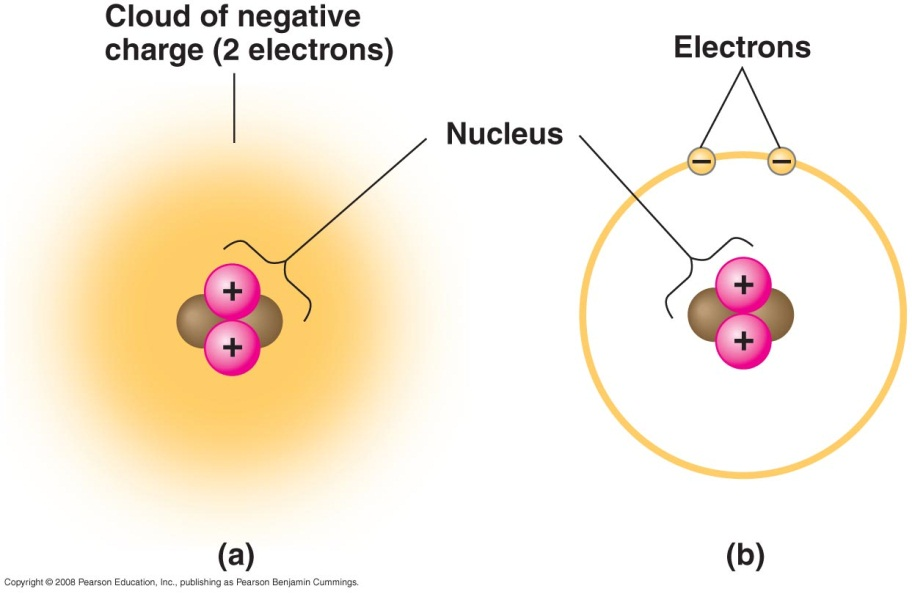 Cloud of negative
charge (2 electrons)
Electrons
Nucleus
−
−
+
+
+
+
(a)
(b)
Copyright © 2008 Pearson Education, Inc., publishing as Pearson Benjamin Cummings.